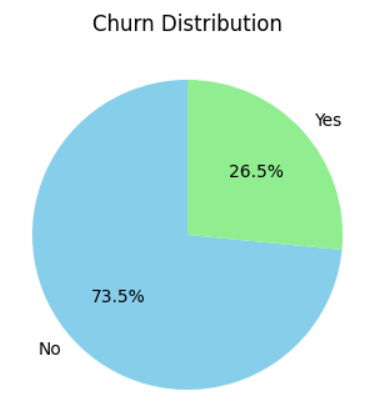 Churn Distribution
Yes
26.5%
73.5%
No